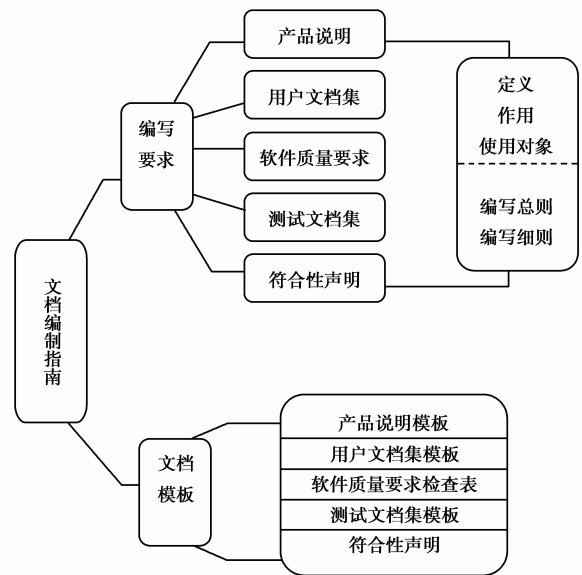 产品说明
用户文档集
软件质量要求
测试文档集
符合性声明
编写
要求
定义
作用
使用对象
编写总则
编写细则
文档编制指南
文档
模板
产品说明模板
用户文档集模板
软件质量要求检查表
测试文档集模板
符合性声明